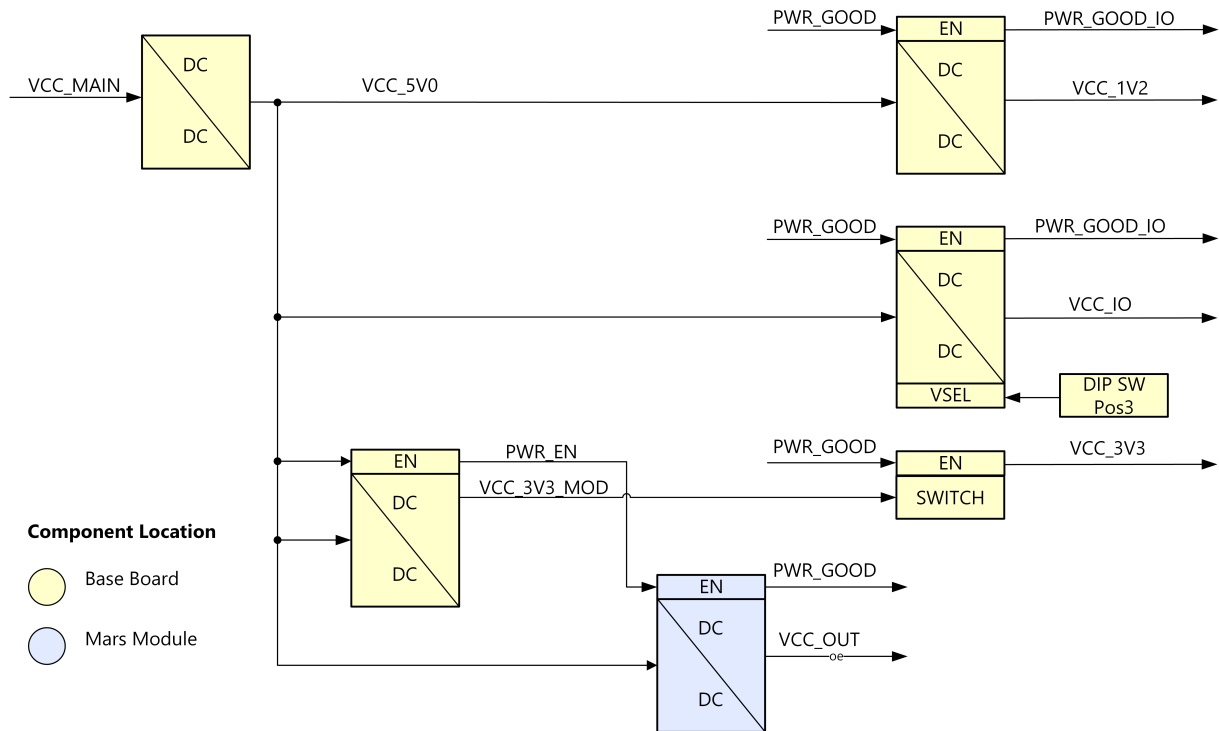 PWR_GOOD
EN
PWR_GOOD_IO
VCC_MAIN
DC
DC
VCC_5V0
DC
DC
VCC_1V2
PWR_GOOD
EN
PWR_GOOD_IO
DC
DC
VCC_IO
VSEL
DIP SW
Pos3
EN
PWR_EN
DC
DC
VCC_3V3_MOD
PWR_GOOD
EN
VCC_3V3
SWITCH
Component Location
Base Board
Mars Module
EN
PWR_GOOD
DC
DC
VCC_OUT
oe